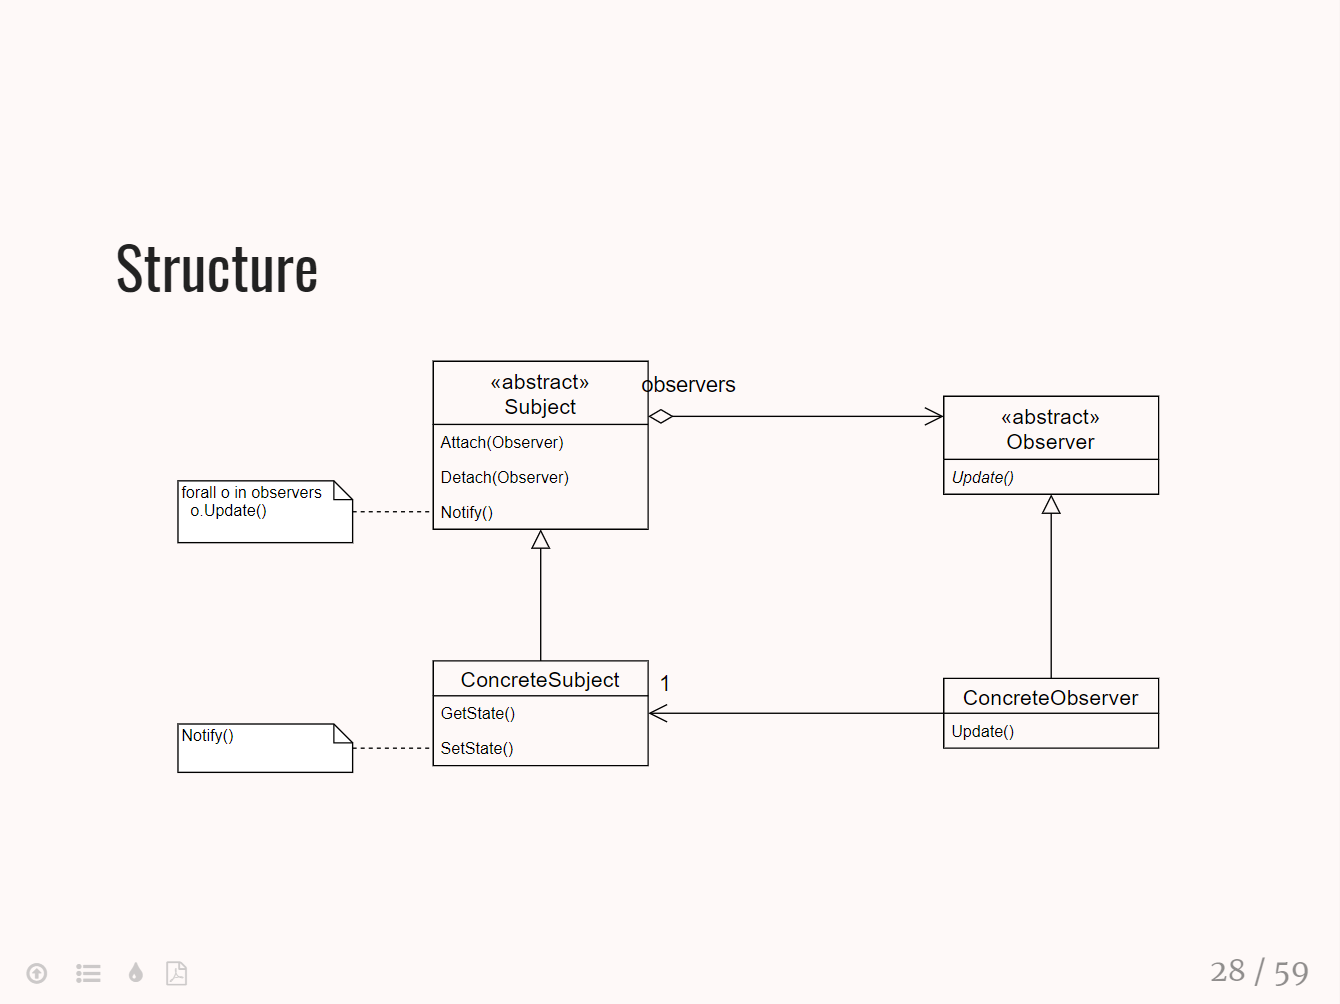 Structure
«abstract»
Subject
observers
Attach(Observer)
Detach(Observer)
Notify()
«abstract»
Observer
Update()
forall o in observers
o.Update()
ConcreteSubject
1
GetState()
SetState()
ConcreteObserver
Update()
Notify()
28 / 59